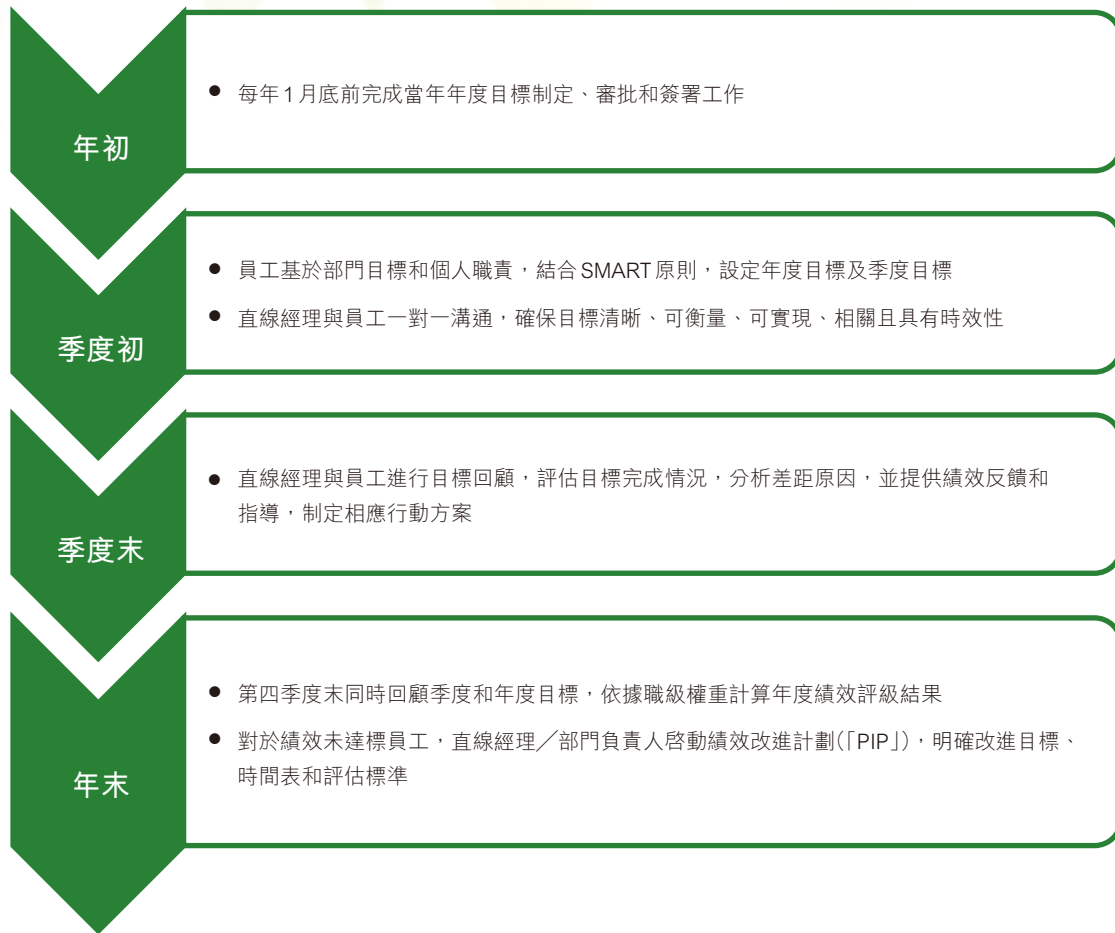 年初
● 每年1月底前完成當年年度目標制定、審批和簽署工作
季度初
● 員工基於部門目標和個人職責，結合SMART原則，設定年度目標及季度目標
● 直線經理與員工一對一溝通，確保目標清晰、可衡量、可實現、相關且具有時效性
季度末
● 直線經理與員工進行目標回顧，評估目標完成情況，分析差距原因，並提供績效反饋和
指導，制定相應行動方案
年末
● 第四季度末同時回顧季度和年度目標，依據職級權重計算年度績效評級結果
● 對於績效未達標員工，直線經理／部門負責人啓動績效改進計劃(「PIP」)，明確改進目標、
時間表和評估標準